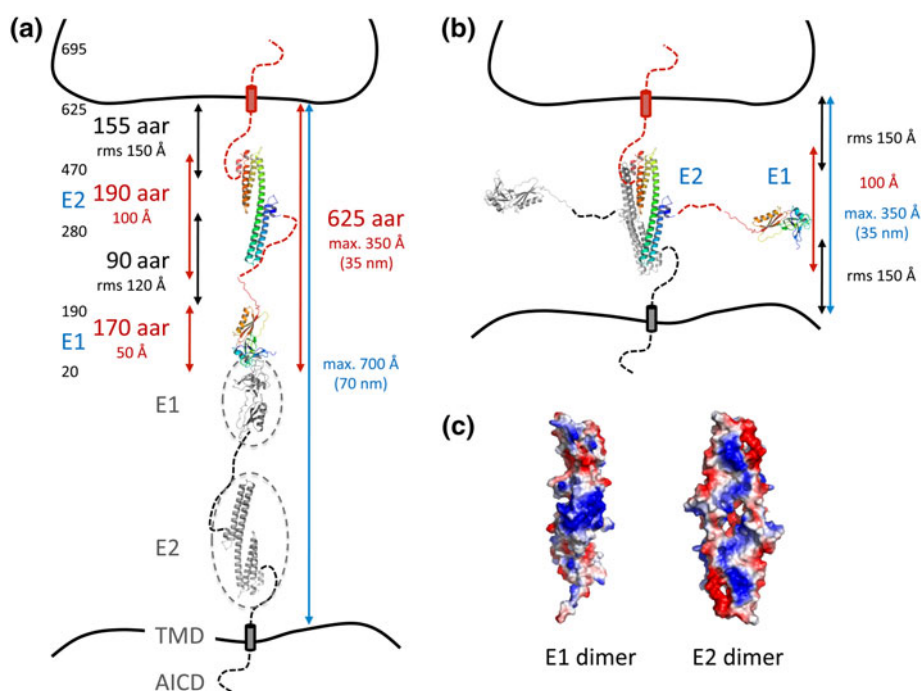 (a)
695
625
155 aar
rms 150 Å
470
E2
190 aar
100 Å
280
90 aar
rms 120 Å
190
170 aar
E1
50 Å
20
625 aar
max. 350 Å
(35 nm)
max. 700 Å
(70 nm)
E1
E2
TMD
AICD
(b)
E2
E1
rms 150 Å
100 Å
max. 350 Å
(35 nm)
rms 150 Å
(c)
E1 dimer
E2 dimer